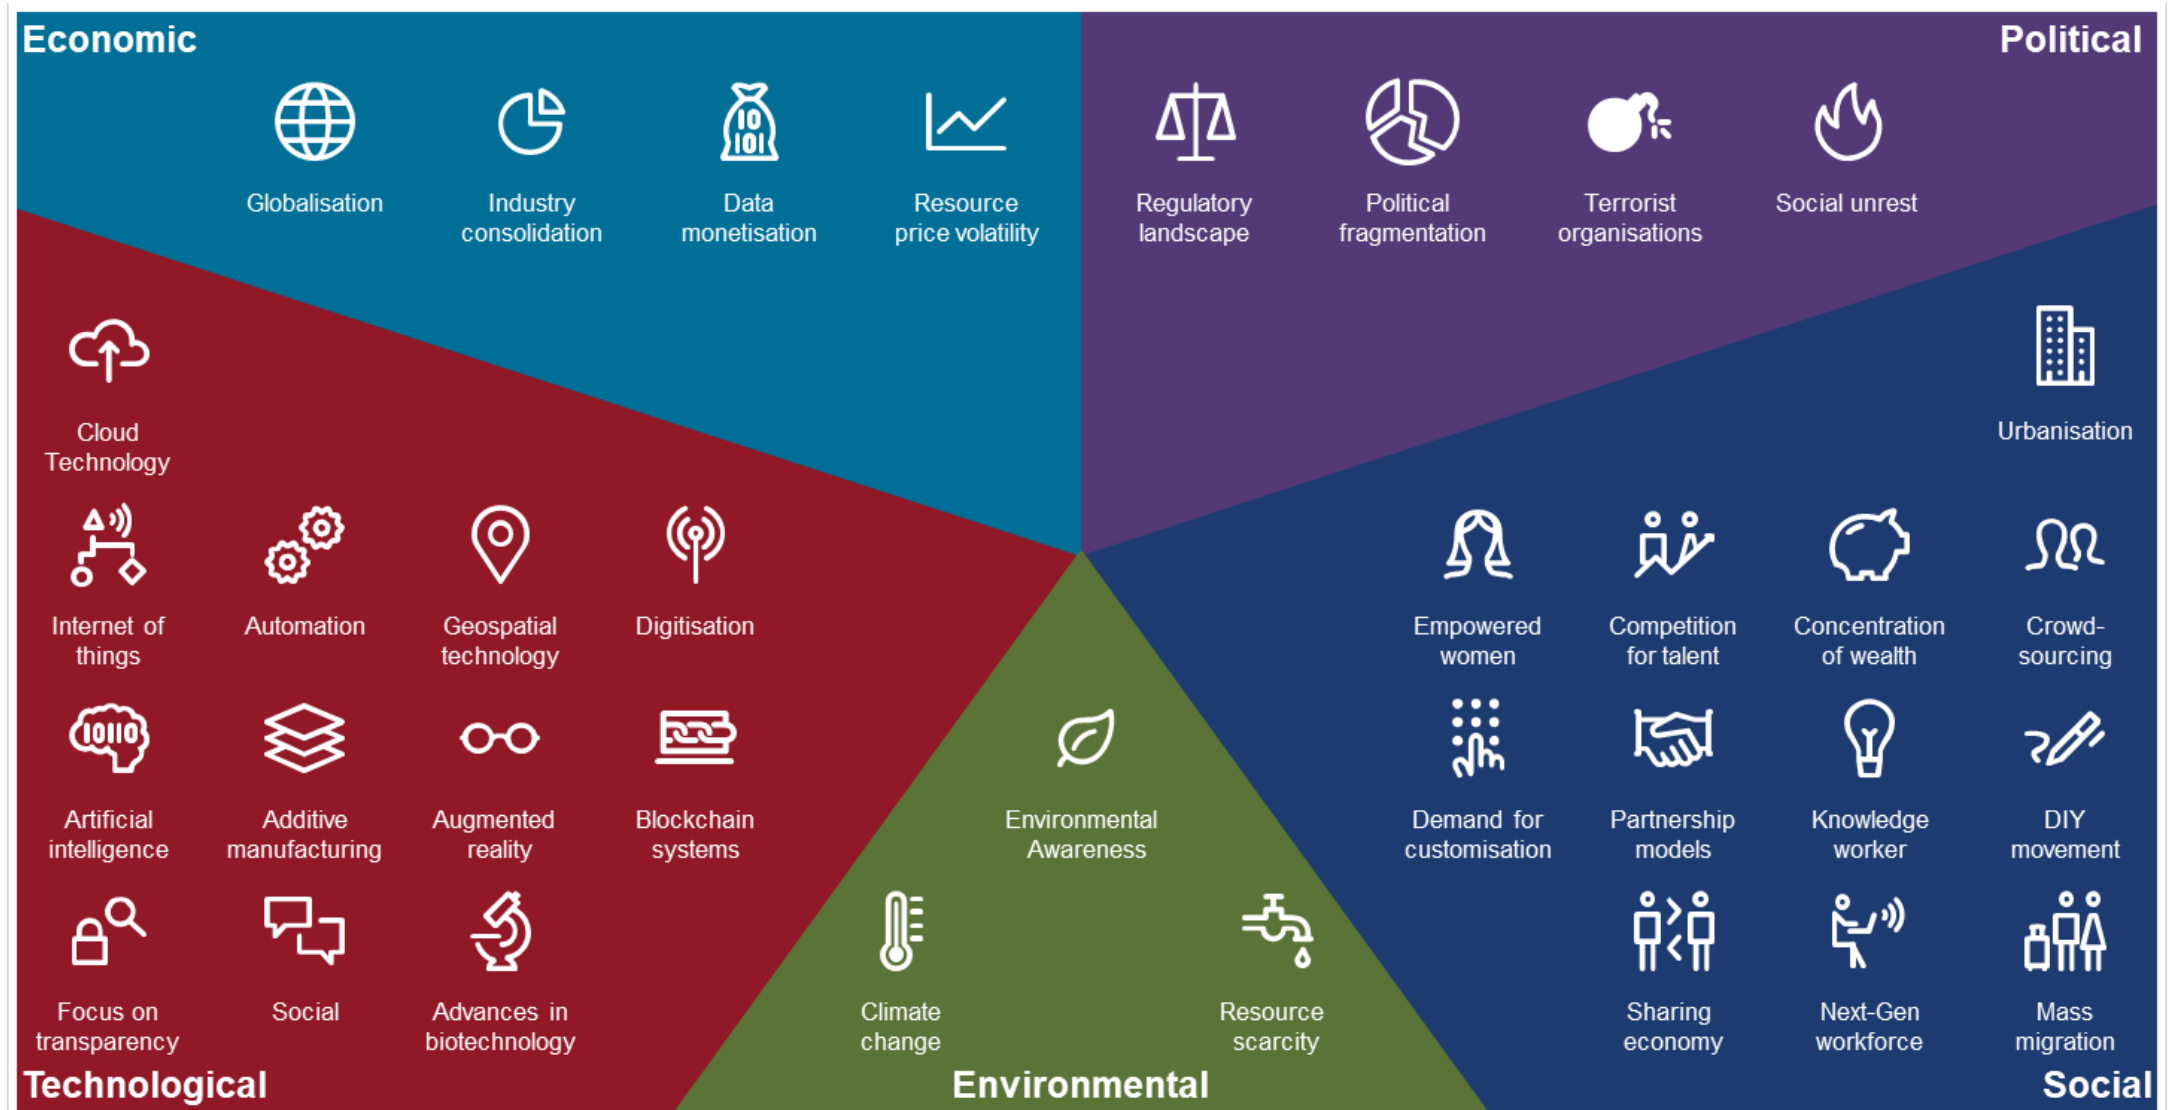 Economic
Political
10
101
Globalisation
Industry
consolidation
Data
monetisation
Resource
price volatility
Regulatory
landscape
Political
fragmentation
Terrorist
organisations
Social unrest
Cloud
Technology
Urbanisation
Internet of
things
Automation
Geospatial
technology
Digitisation
Empowered
women
Competition
for talent
Concentration
of wealth
Crowd-
sourcing
10110
Artificial
intelligence
Additive
manufacturing
Augmented
reality
Blockchain
systems
Environmental
Awareness
Demand for
customisation
Partnership
models
Knowledge
worker
DIY
movement
Focus on
transparency
Social
Advances in
biotechnology
Climate
change
Resource
scarcity
Sharing
economy
Next-Gen
workforce
Mass
migration
Technological
Environmental
Social